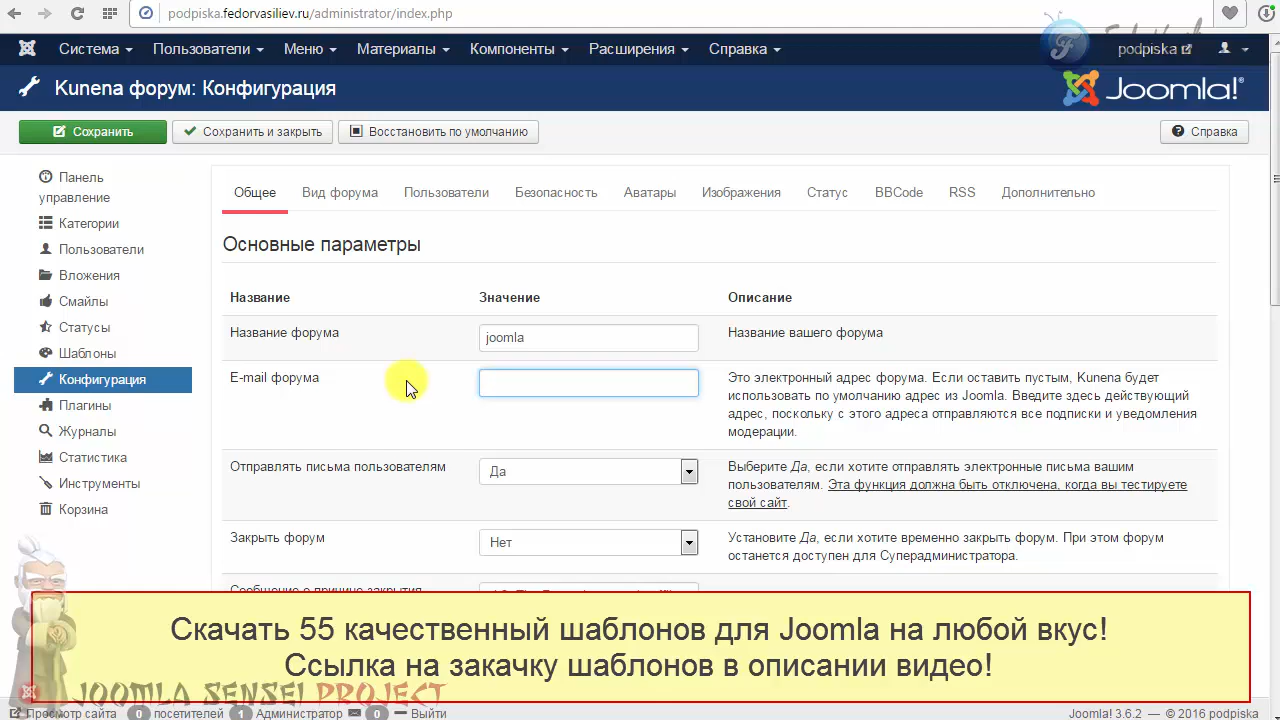 podpiska.fedorvasiliev.ru/administrator/index.php
Система Пользователи Меню Материалы Компоненты Расширения Справка podpiska
Kunena форум: Конфигурация
Joomla!®
Сохранить Сохранить и закрыть Восстановить по умолчанию Справка
Панель управление
Категории
Пользователи
Вложения
Смайлы
Статусы
Шаблоны
Конфигурация
Плагины
Журналы
Статистика
Инструменты
Корзина
Общее Вид форума Пользователи Безопасность Аватары Изображения Статус BBCode RSS Дополнительно
Основные параметры
Название Значение Описание
Название форума joomla Название вашего форума
E-mail форума Это электронный адрес форума. Если оставить пустым, Kunena будет
использовать по умолчанию адрес из Joomla. Введите здесь действующий
адрес, поскольку с этого адреса отправляются все подписки и уведомления
модерации.
Отправлять письма пользователям Да Выберите Да, если хотите отправлять электронные письма вашим
пользователям. Эта функция должна быть отключена, когда вы тестируете
свой сайт.
Закрыть форум Нет Установите Да, если хотите временно закрыть форум. При этом форум
останется доступен для Суперадминистратора.
Сообщение о причине закрытия
Скачать 55 качественный шаблонов для Joomla на любой вкус!
Ссылка на закачку шаблонов в описании видео!
JOOMLA SENSEI PROJECT
Просмотр сайта 0 посетителей 1 Администратор 0 Выйти Joomla! 3.6.2 — © 2016 podpiska